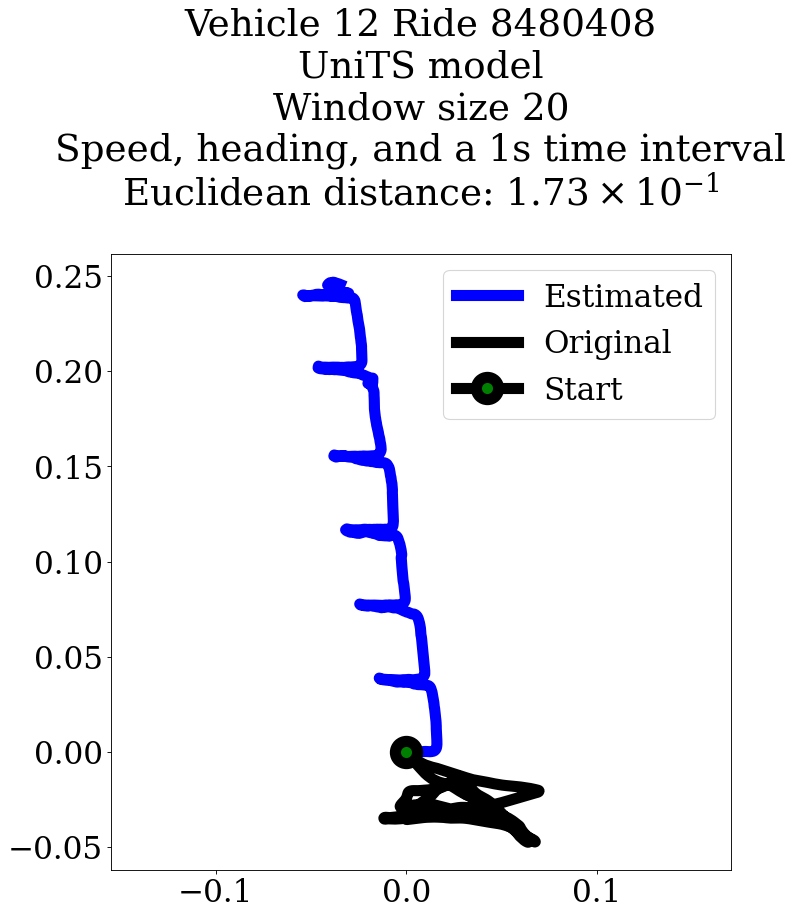 Vehicle 12 Ride 8480408
UniTS model
Window size 20
Speed, heading, and a 1s time interval
Euclidean distance: 1.73 × 10⁻¹
Estimated
Original
Start
0.25
0.20
0.15
0.10
0.05
0.00
−0.05
−0.1
0.0
0.1